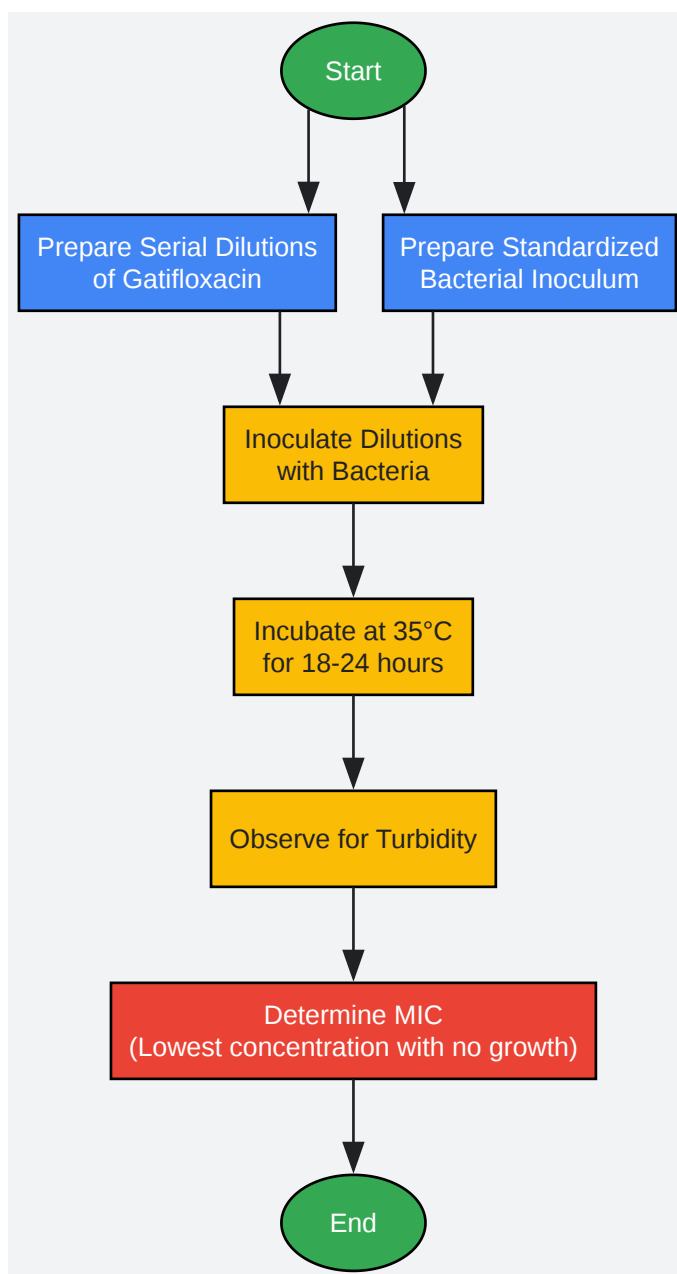 Start
Prepare Serial Dilutions
of Gatifloxacin
Prepare Standardized
Bacterial Inoculum
Inoculate Dilutions
with Bacteria
Incubate at 35°C
for 18-24 hours
Observe for Turbidity
Determine MIC
(Lowest concentration with no growth)
End